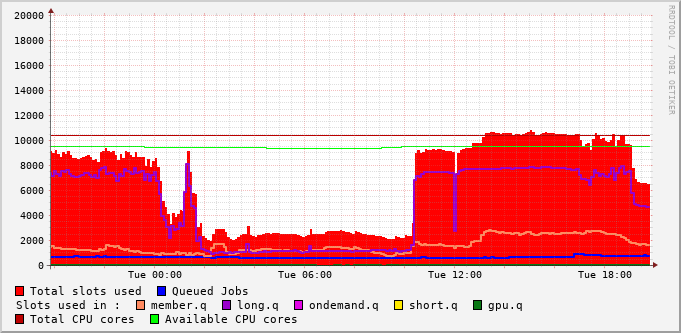 RRDTOOL / TOBI OETIKER
20000
18000
16000
14000
12000
10000
8000
6000
4000
2000
0
Tue 00:00 Tue 06:00 Tue 12:00 Tue 18:00
Total slots used Queued Jobs
Slots used in : member.q long.q ondemand.q short.q gpu.q
Total CPU cores Available CPU cores